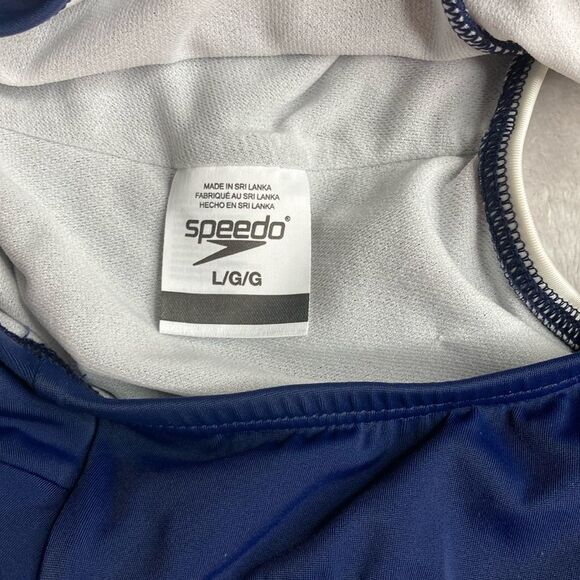 MADE IN SRI LANKA
FABRIQUÉ AU SRI LANKA
HECHO EN SRI LANKA
speedo®
L/G/G